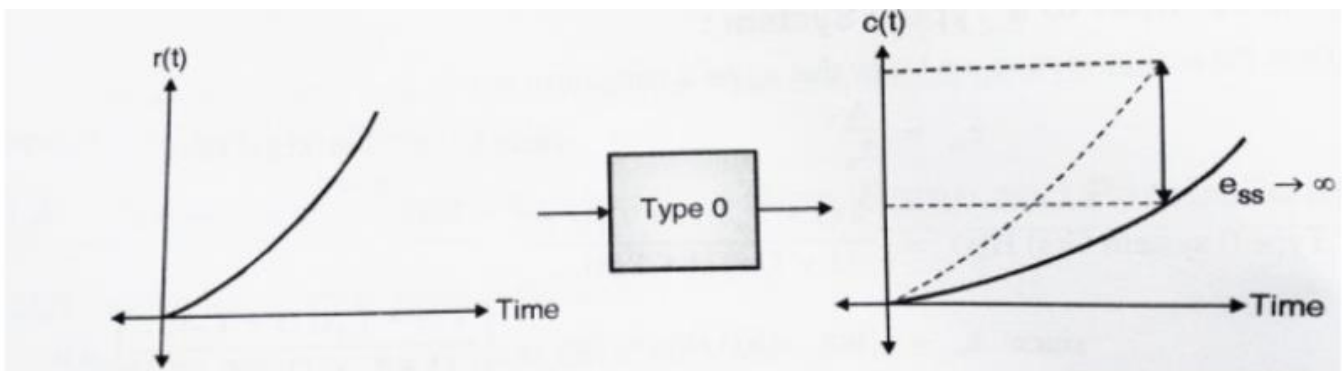 r(t)
Time
Type 0
c(t)
e_ss → ∞
Time